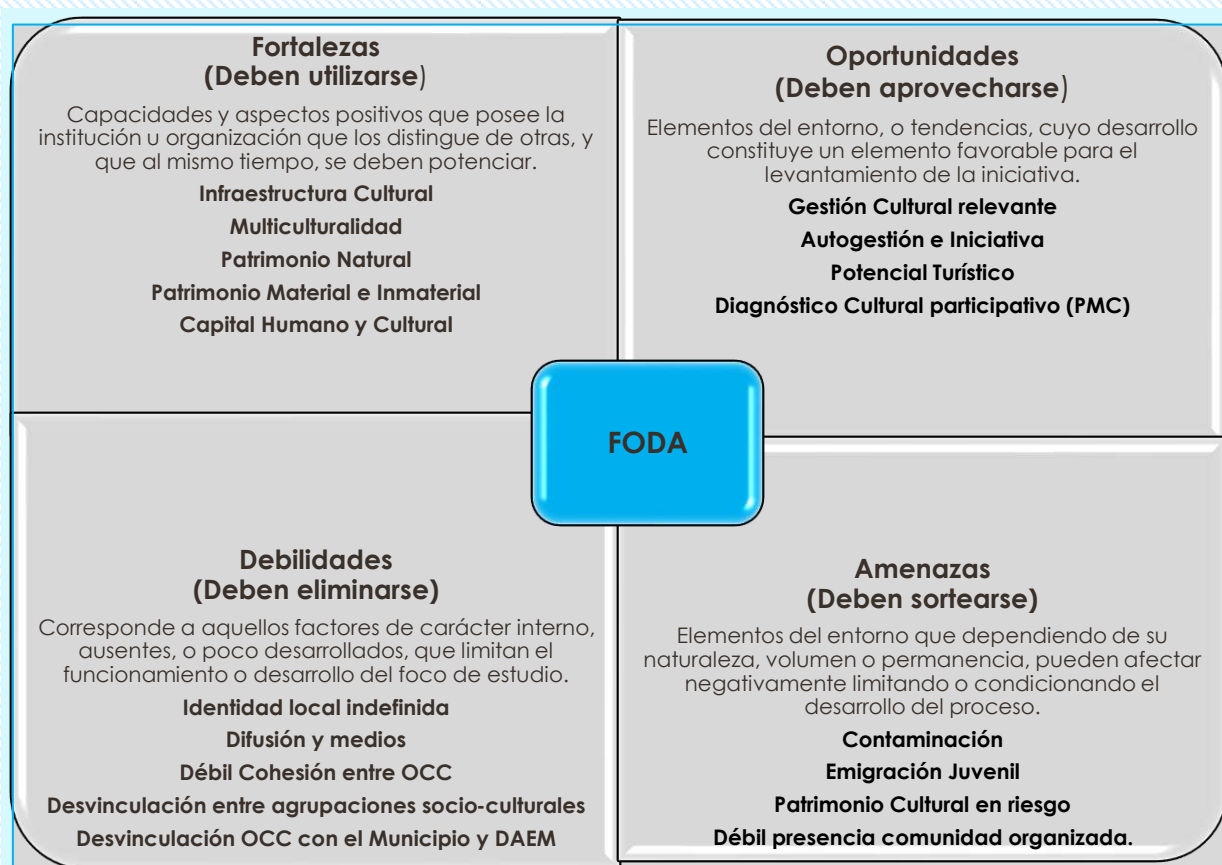 Fortalezas
(Deben utilizarse)
Capacidades y aspectos positivos que posee la
institución u organización que los distingue de otras, y
que al mismo tiempo, se deben potenciar.
Infraestructura Cultural
Multiculturalidad
Patrimonio Natural
Patrimonio Material e Inmaterial
Capital Humano y Cultural
Oportunidades
(Deben aprovecharse)
Elementos del entorno, o tendencias, cuyo desarrollo
constituye un elemento favorable para el
levantamiento de la iniciativa.
Gestión Cultural relevante
Autogestión e Iniciativa
Potencial Turístico
Diagnóstico Cultural participativo (PMC)
FODA
Debilidades
(Deben eliminarse)
Corresponde a aquellos factores de carácter interno,
ausentes, o poco desarrollados, que limitan el
funcionamiento o desarrollo del foco de estudio.
Identidad local indefinida
Difusión y medios
Débil Cohesión entre OCC
Desvinculación entre agrupaciones socio-culturales
Desvinculación OCC con el Municipio y DAEM
Amenazas
(Deben sortearse)
Elementos del entorno que dependiendo de su
naturaleza, volumen o permanencia, pueden afectar
negativamente limitando o condicionando el
desarrollo del proceso.
Contaminación
Emigración Juvenil
Patrimonio Cultural en riesgo
Débil presencia comunidad organizada.